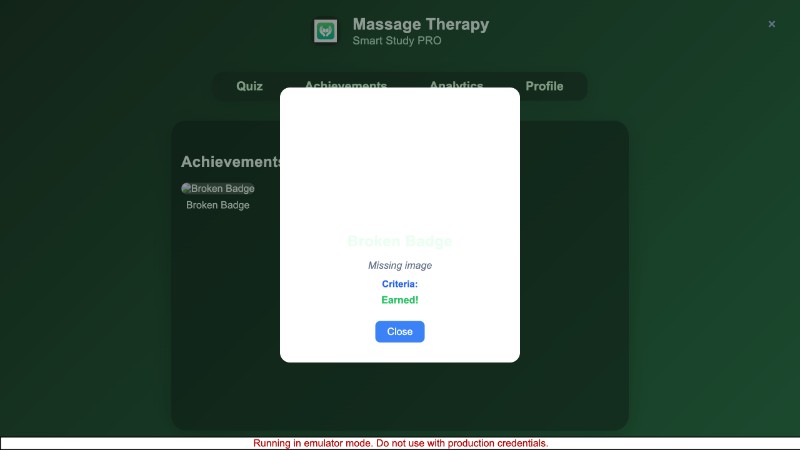 Massage Therapy
Smart Study PRO
×
Quiz Achievements Analytics Profile
Achievements
Broken Badge
Broken Badge
Broken Badge
Missing image
Criteria:
Earned!
Close
Running in emulator mode. Do not use with production credentials.